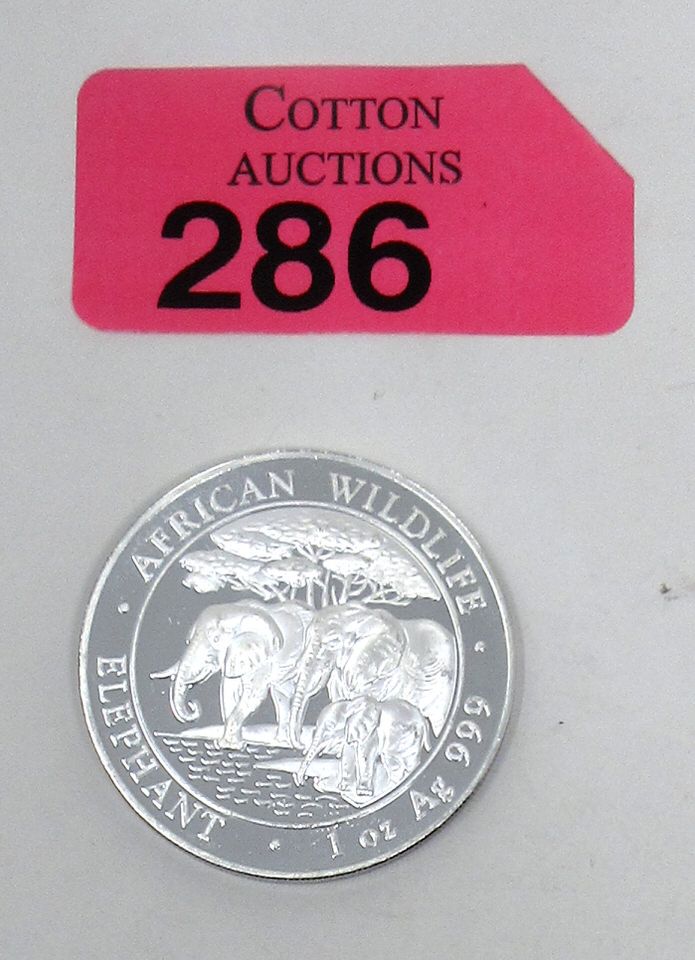 COTTON
AUCTIONS
286
• AFRICAN WILDLIFE •
ELEPHANT • 1 oz Ag 999